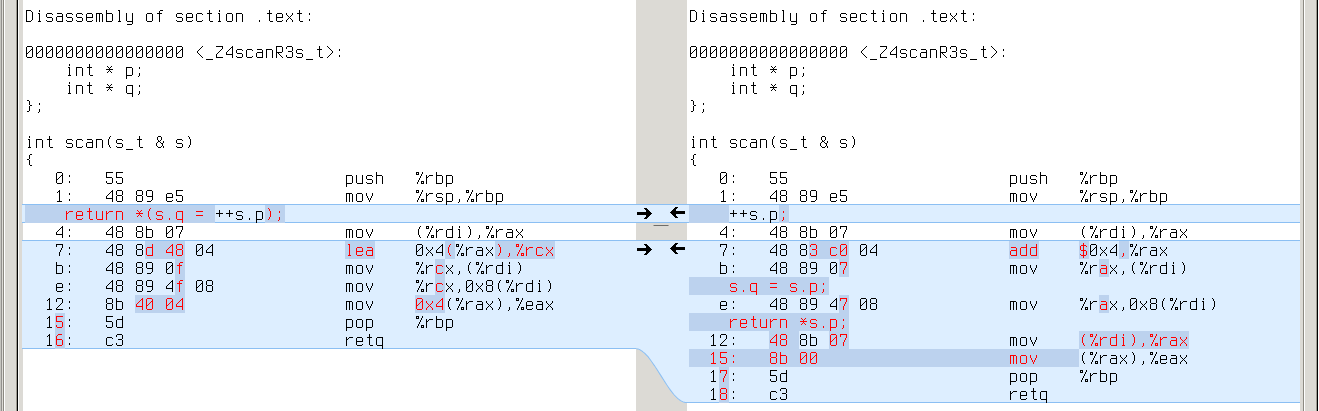 Disassembly of section .text:
0000000000000000 <_Z4scanR3s_t>:
int * p;
int * q;
};
int scan(s_t & s)
{
0: 55 push %rbp
1: 48 89 e5 mov %rsp,%rbp
return *(s.q = ++s.p);
4: 48 8b 07 mov (%rdi),%rax
7: 48 8d 48 04 lea 0x4(%rax),%rcx
b: 48 89 0f mov %rcx,(%rdi)
e: 48 89 4f 08 mov %rcx,0x8(%rdi)
12: 8b 40 04 mov 0x4(%rax),%eax
15: 5d pop %rbp
16: c3 retq
Disassembly of section .text:
0000000000000000 <_Z4scanR3s_t>:
int * p;
int * q;
};
int scan(s_t & s)
{
0: 55 push %rbp
1: 48 89 e5 mov %rsp,%rbp
++s.p;
4: 48 8b 07 mov (%rdi),%rax
7: 48 83 c0 04 add $0x4,%rax
b: 48 89 07 mov %rax,(%rdi)
s.q = s.p;
e: 48 89 47 08 mov %rax,0x8(%rdi)
return *s.p;
12: 48 8b 07 mov (%rdi),%rax
15: 8b 00 mov (%rax),%eax
17: 5d pop %rbp
18: c3 retq